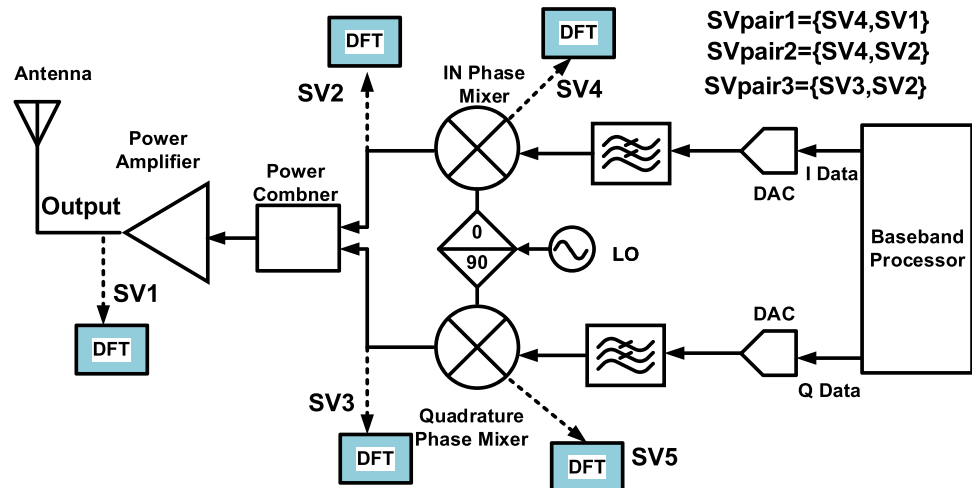 SVpair1={SV4,SV1}
SVpair2={SV4,SV2}
SVpair3={SV3,SV2}
DFT
DFT
SV2
SV4
IN Phase
Mixer
Antenna
Power
Amplifier
Power
Combner
Output
DAC
I Data
0
90
LO
Baseband
Processor
SV1
DFT
DAC
Q Data
SV3
Quadrature
Phase Mixer
DFT
DFT
SV5